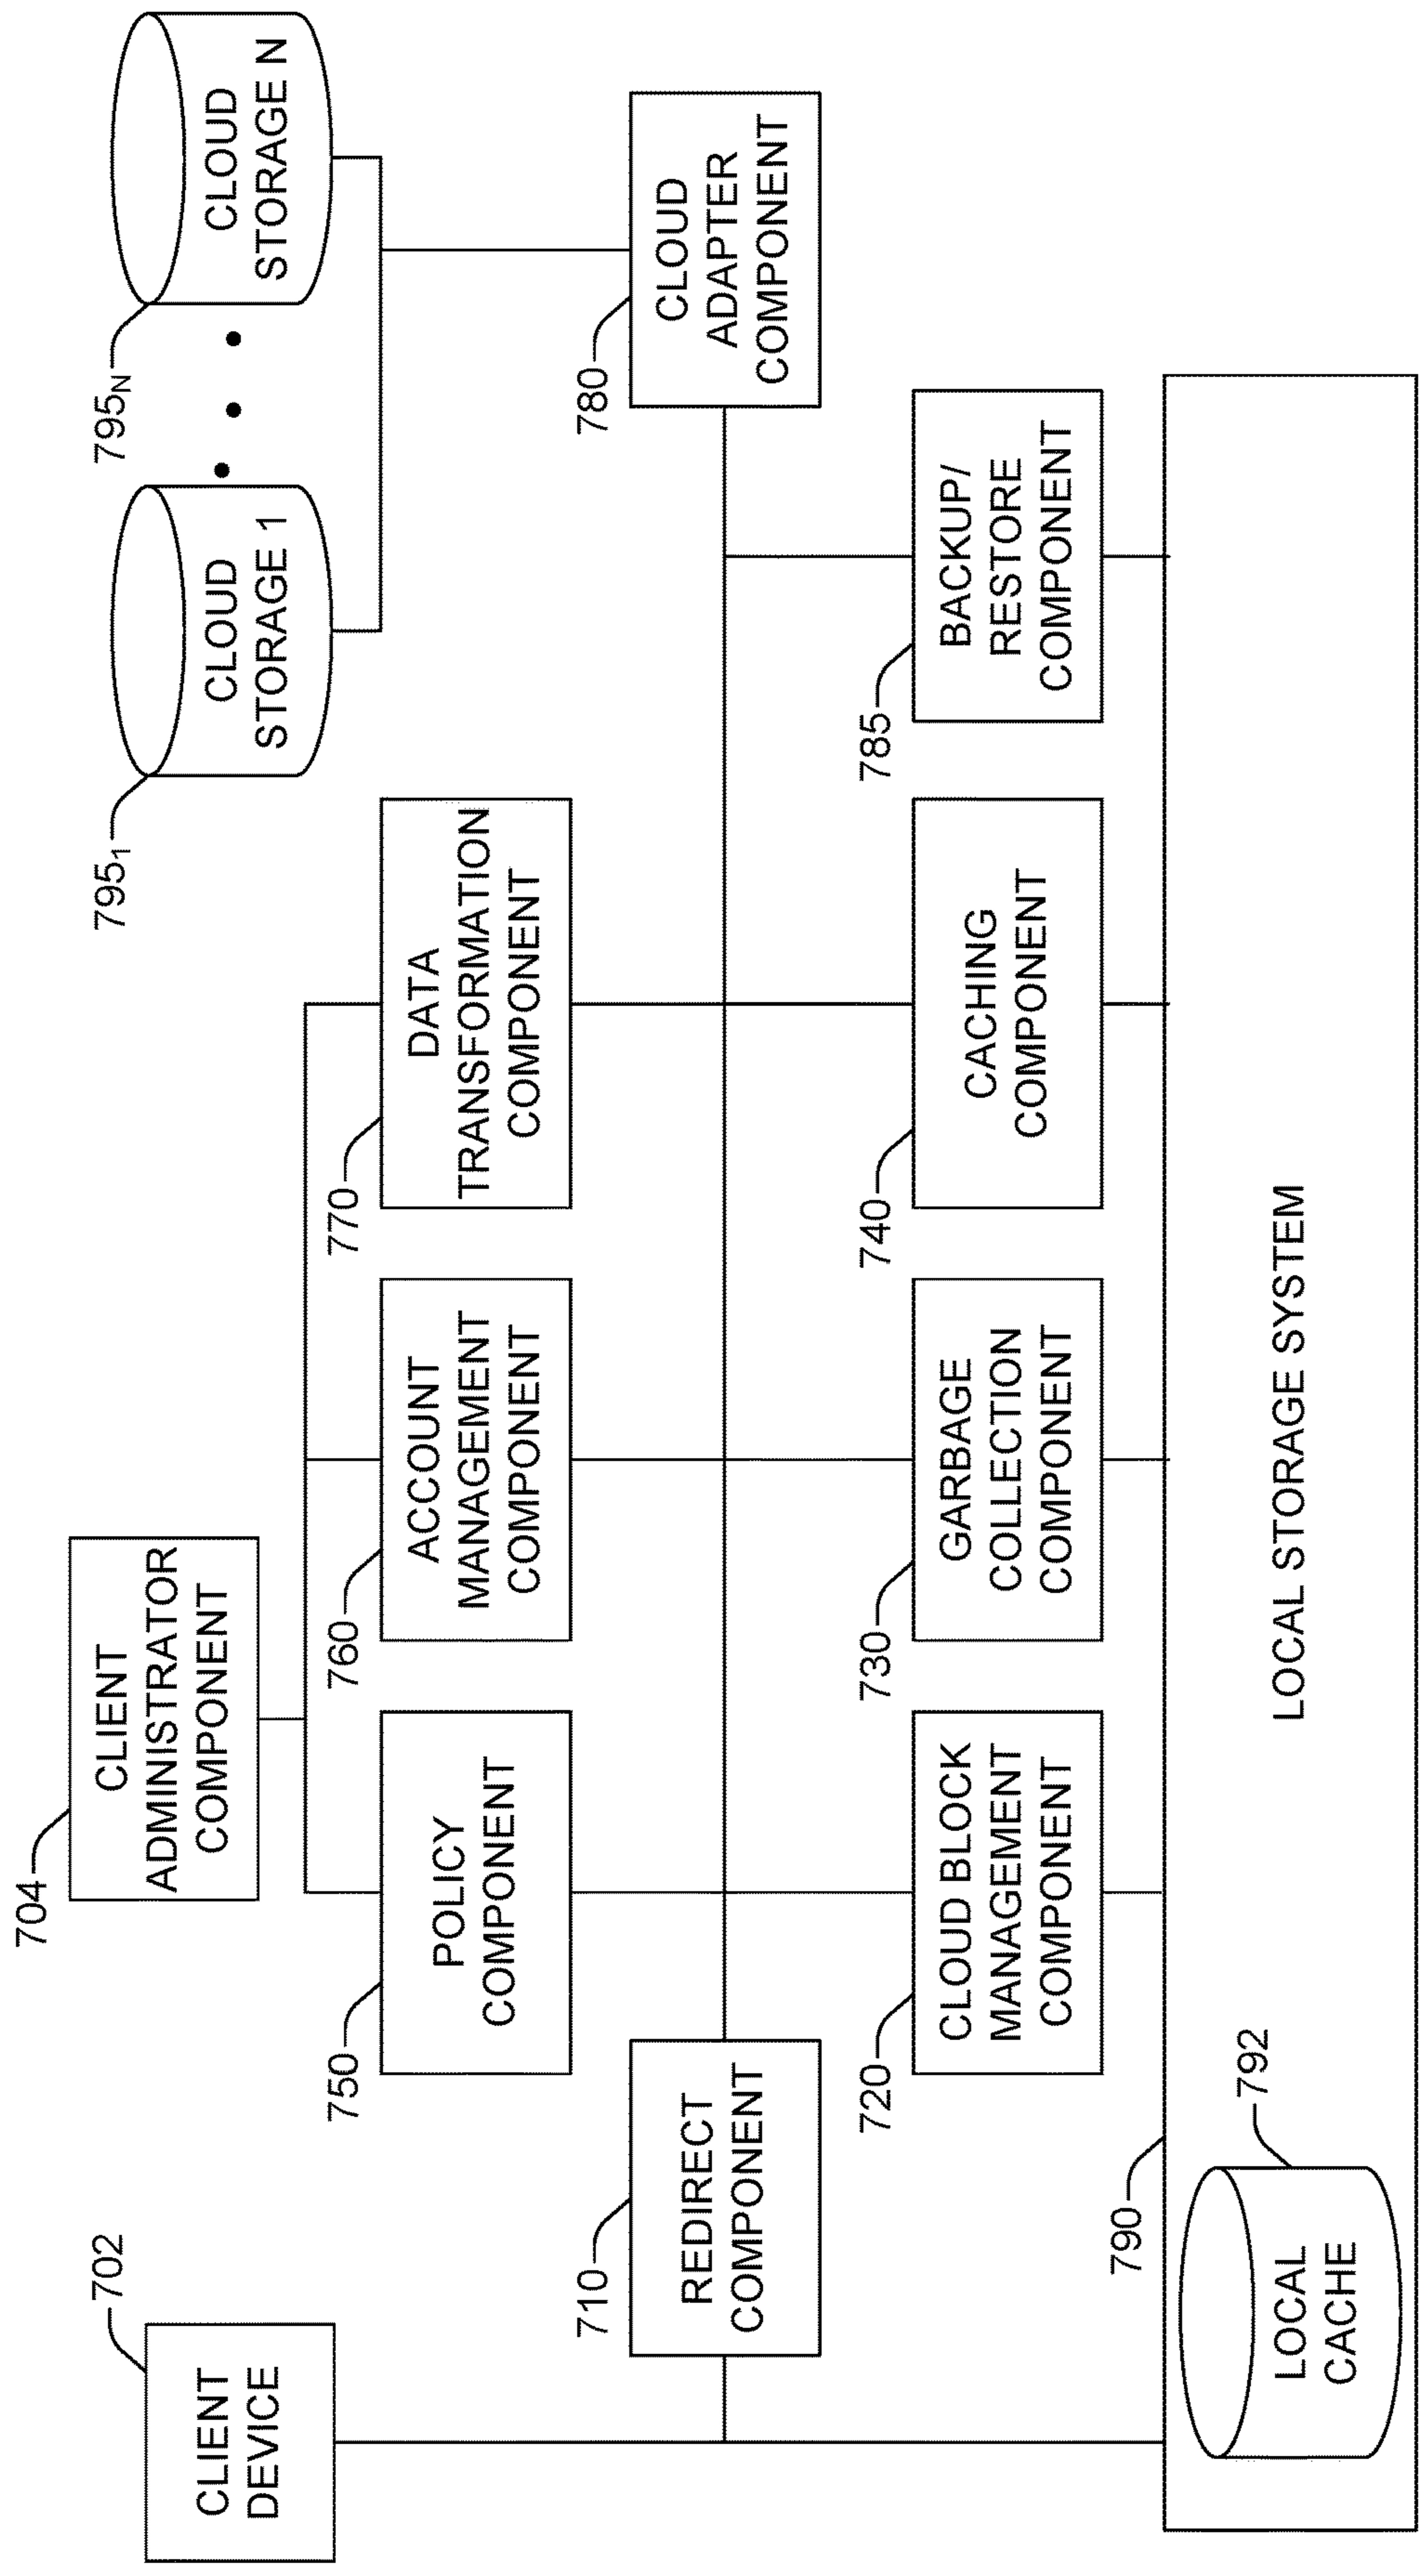 702
CLIENT
DEVICE
704
CLIENT
ADMINISTRATOR
COMPONENT
795₁
CLOUD
STORAGE 1
795N
CLOUD
STORAGE N
750
POLICY
COMPONENT
760
ACCOUNT
MANAGEMENT
COMPONENT
770
DATA
TRANSFORMATION
COMPONENT
710
REDIRECT
COMPONENT
780
CLOUD
ADAPTER
COMPONENT
720
CLOUD BLOCK
MANAGEMENT
COMPONENT
730
GARBAGE
COLLECTION
COMPONENT
740
CACHING
COMPONENT
785
BACKUP/
RESTORE
COMPONENT
790
792
LOCAL
CACHE
LOCAL STORAGE SYSTEM